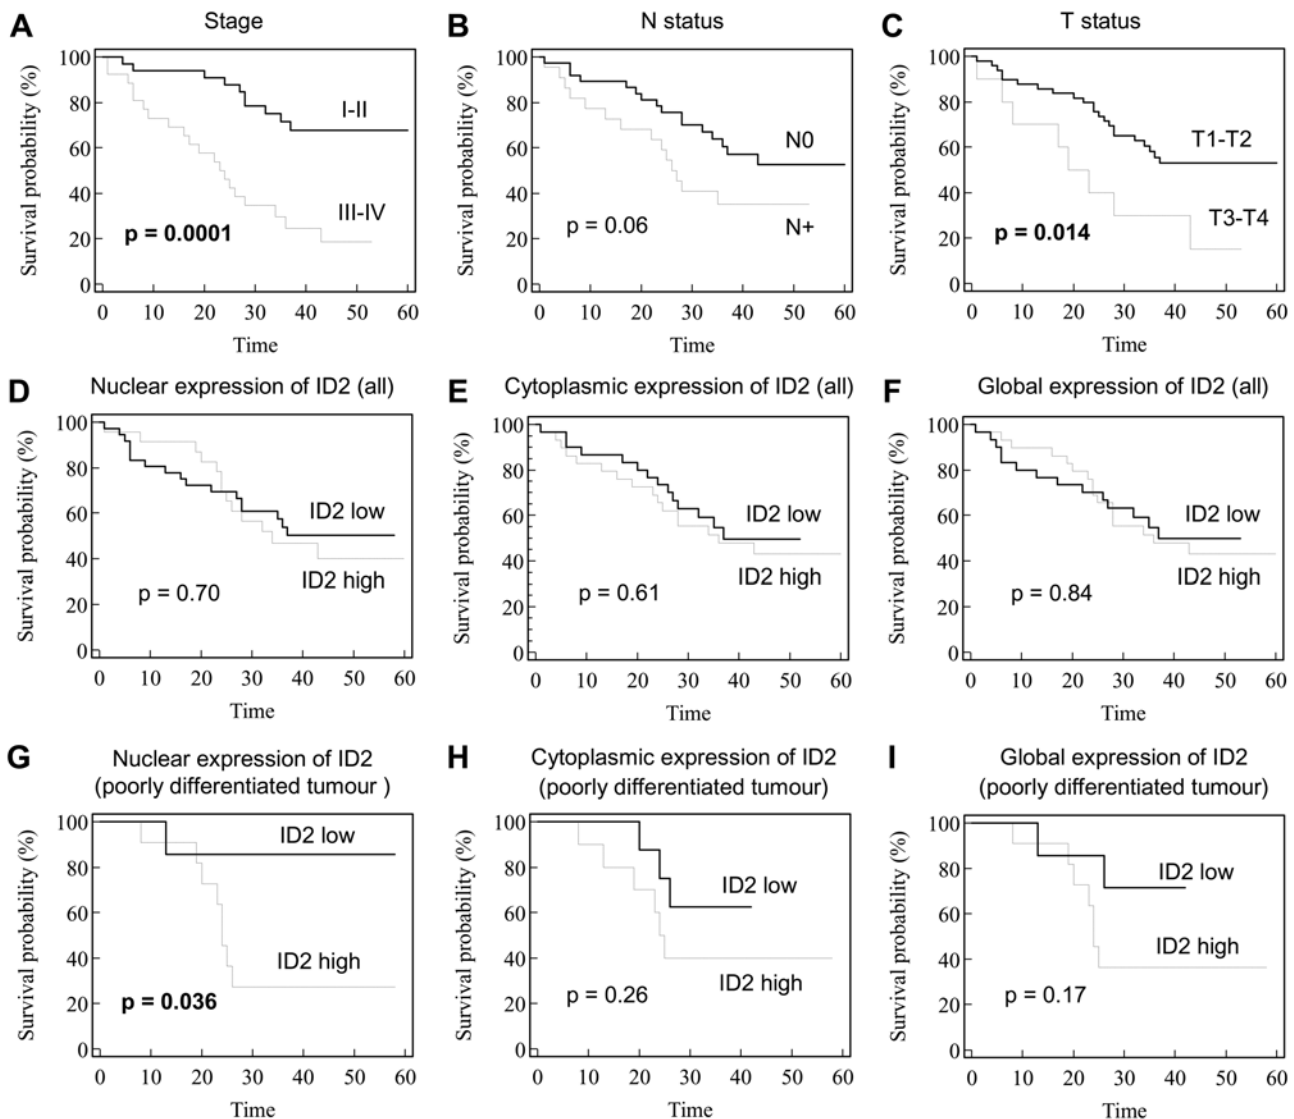 A
Stage
Survival probability (%)
100
80
60
40
20
0
I-II
III-IV
p = 0.0001
0 10 20 30 40 50 60
Time
B
N status
Survival probability (%)
100
80
60
40
20
0
N0
N+
p = 0.06
0 10 20 30 40 50 60
Time
C
T status
Survival probability (%)
100
80
60
40
20
0
T1-T2
T3-T4
p = 0.014
0 10 20 30 40 50 60
Time
D
Nuclear expression of ID2 (all)
Survival probability (%)
100
80
60
40
20
0
ID2 low
ID2 high
p = 0.70
0 10 20 30 40 50 60
Time
E
Cytoplasmic expression of ID2 (all)
Survival probability (%)
100
80
60
40
20
0
ID2 low
ID2 high
p = 0.61
0 10 20 30 40 50 60
Time
F
Global expression of ID2 (all)
Survival probability (%)
100
80
60
40
20
0
ID2 low
ID2 high
p = 0.84
0 10 20 30 40 50 60
Time
G
Nuclear expression of ID2
(poorly differentiated tumour )
Survival probability (%)
100
80
60
40
20
0
ID2 low
ID2 high
p = 0.036
0 10 20 30 40 50 60
Time
H
Cytoplasmic expression of ID2
(poorly differentiated tumour)
Survival probability (%)
100
80
60
40
20
0
ID2 low
ID2 high
p = 0.26
0 10 20 30 40 50 60
Time
I
Global expression of ID2
(poorly differentiated tumour)
Survival probability (%)
100
80
60
40
20
0
ID2 low
ID2 high
p = 0.17
0 10 20 30 40 50 60
Time